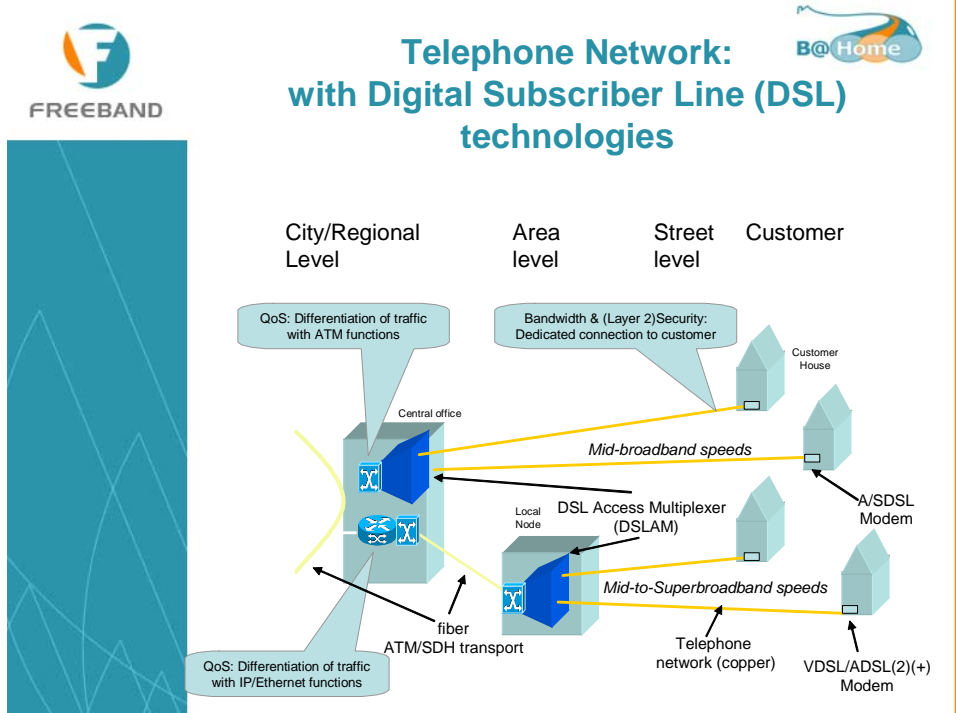 FREEBAND
B@Home
Telephone Network:
with Digital Subscriber Line (DSL)
technologies
City/Regional
Level
Area
level
Street
level
Customer
QoS: Differentiation of traffic
with ATM functions
Bandwidth & (Layer 2)Security:
Dedicated connection to customer
Customer
House
Central office
Mid-broadband speeds
A/SDSL
Modem
DSL Access Multiplexer
(DSLAM)
Local
Node
Mid-to-Superbroadband speeds
fiber
ATM/SDH transport
Telephone
network (copper)
VDSL/ADSL(2)(+)
Modem
QoS: Differentiation of traffic
with IP/Ethernet functions